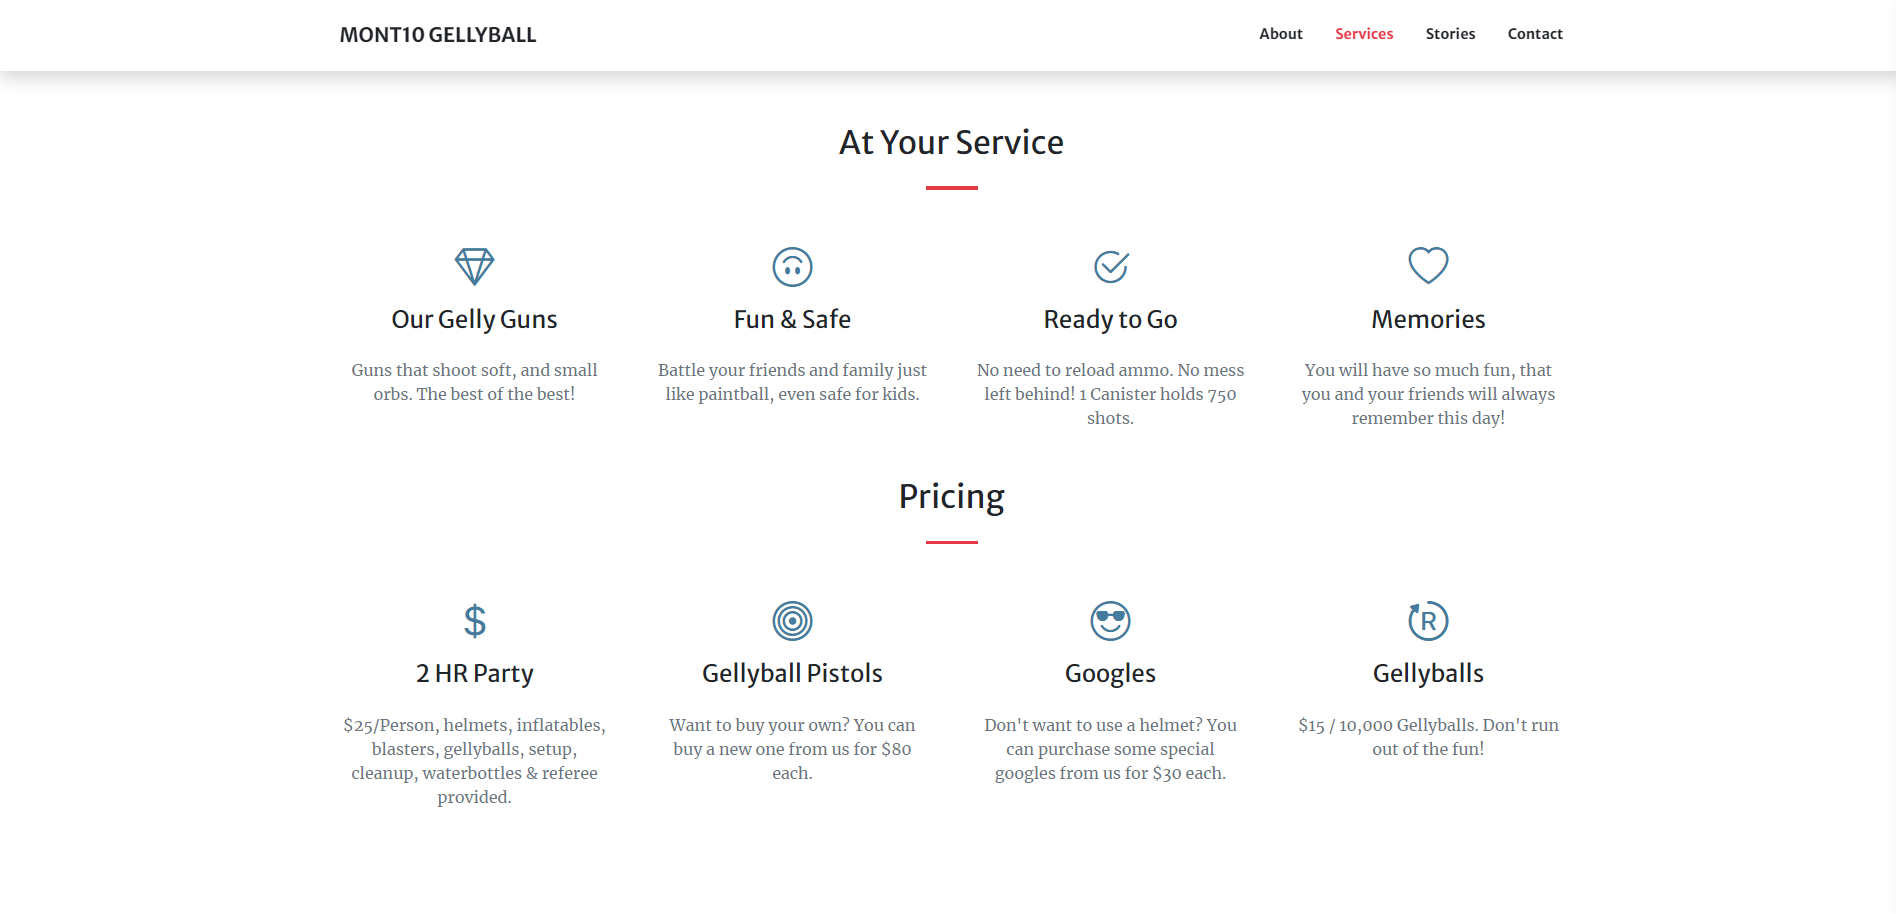 MONT10 GELLYBALL
About
Services
Stories
Contact
At Your Service
Our Gelly Guns
Guns that shoot soft, and small
orbs. The best of the best!
Fun & Safe
Battle your friends and family just
like paintball, even safe for kids.
Ready to Go
No need to reload ammo. No mess
left behind! 1 Canister holds 750
shots.
Memories
You will have so much fun, that
you and your friends will always
remember this day!
Pricing
$
2 HR Party
$25/Person, helmets, inflatables,
blasters, gellyballs, setup,
cleanup, waterbottles & referee
provided.
Gellyball Pistols
Want to buy your own? You can
buy a new one from us for $80
each.
Googles
Don't want to use a helmet? You
can purchase some special
googles from us for $30 each.
R
Gellyballs
$15 / 10,000 Gellyballs. Don't run
out of the fun!